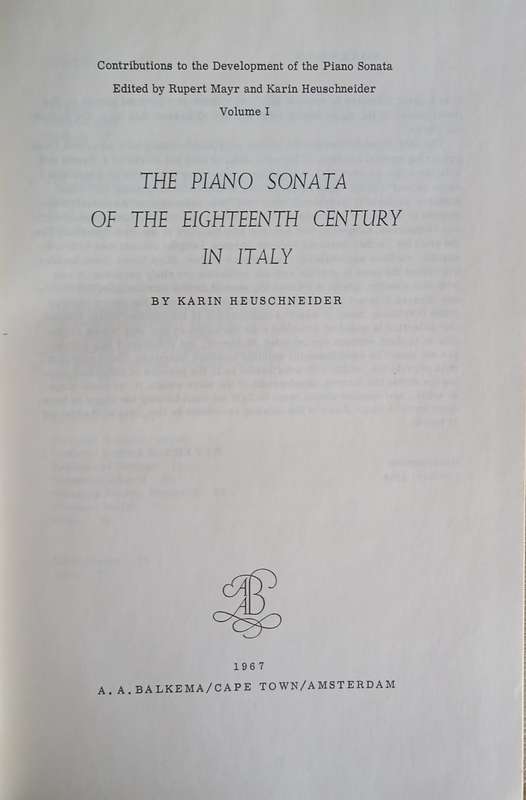 Contributions to the Development of the Piano Sonata
Edited by Rupert Mayr and Karin Heuschneider
Volume I
THE PIANO SONATA
OF THE EIGHTEENTH CENTURY
IN ITALY
BY KARIN HEUSCHNEIDER
AB
AB
1967
A.A.BALKEMA/CAPE TOWN/AMSTERDAM